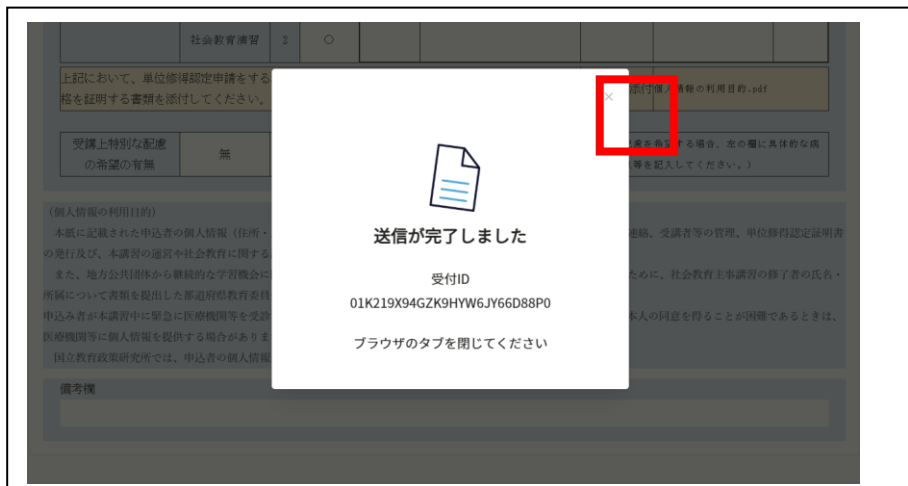 社会教育演習 2 ○
上記において、単位修得認定申請をする
格を証明する書類を添付してください。
添付 個人情報の利用目的.pdf
×
受講上特別な配慮
の希望の有無
無
慮を希望する場合、左の欄に具体的な病
等を記入してください。)
送信が完了しました
受付ID
01K219X94GZK9HYW6JY66D88P0
ブラウザのタブを閉じてください
(個人情報の利用目的)
本紙に記載された申込者の個人情報(住所・
連絡、受講者等の管理、単位修得認定証明書
の発行及び、本講習の運営や社会教育に関する
また、地方公共団体から継続的な学習機会に
ために、社会教育主事講習の修了者の氏名・
所属について書類を提出した都道府県教育委員
申込み者が本講習中に緊急に医療機関等を受診
本人の同意を得ることが困難であるときは、
医療機関等に個人情報を提供する場合がありま
国立教育政策研究所では、申込者の個人情報
備考欄